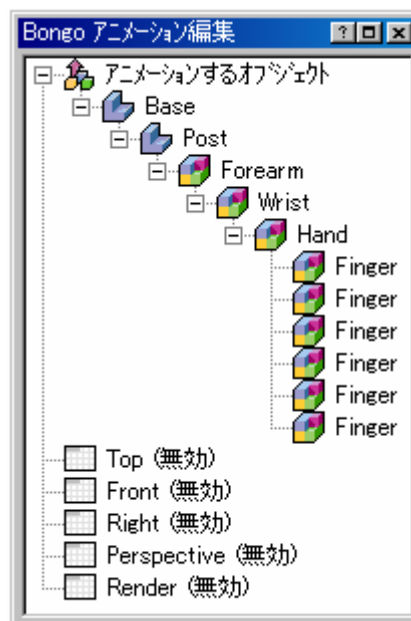 Bongo アニメーション編集
アニメーションするオブジェクト
Base
Post
Forearm
Wrist
Hand
Finger
Finger
Finger
Finger
Finger
Finger
Top (無効)
Front (無効)
Right (無効)
Perspective (無効)
Render (無効)